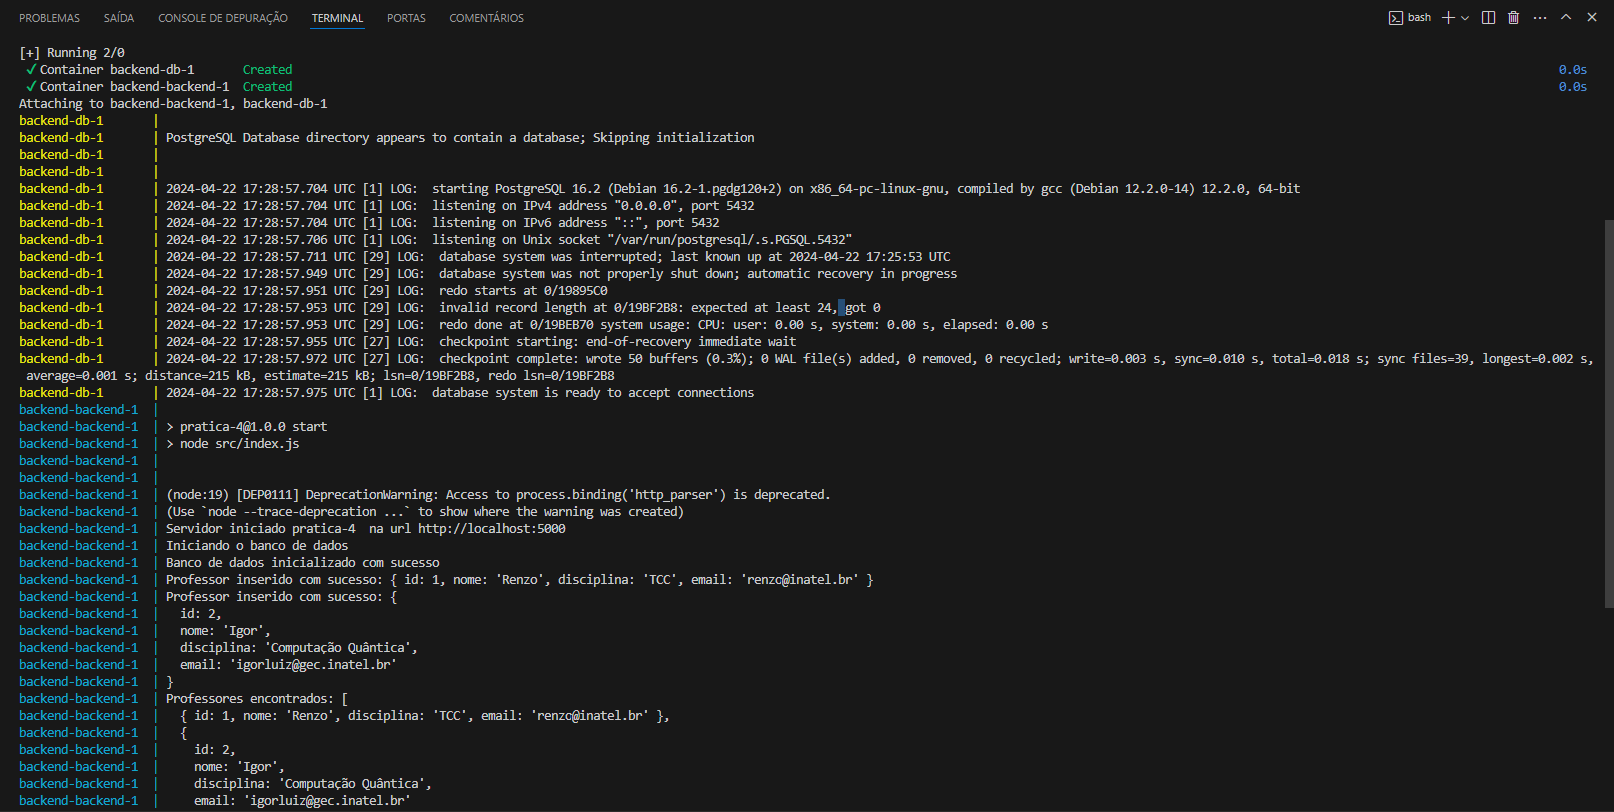 PROBLEMAS SAÍDA CONSOLE DE DEPURAÇÃO TERMINAL PORTAS COMENTÁRIOS bash
[+] Running 2/0
✓ Container backend-db-1 Created 0.0s
✓ Container backend-backend-1 Created 0.0s
Attaching to backend-backend-1, backend-db-1
backend-db-1 |
backend-db-1 | PostgreSQL Database directory appears to contain a database; Skipping initialization
backend-db-1 |
backend-db-1 |
backend-db-1 | 2024-04-22 17:28:57.704 UTC [1] LOG: starting PostgreSQL 16.2 (Debian 16.2-1.pgdg120+2) on x86_64-pc-linux-gnu, compiled by gcc (Debian 12.2.0-14) 12.2.0, 64-bit
backend-db-1 | 2024-04-22 17:28:57.704 UTC [1] LOG: listening on IPv4 address "0.0.0.0", port 5432
backend-db-1 | 2024-04-22 17:28:57.704 UTC [1] LOG: listening on IPv6 address "::", port 5432
backend-db-1 | 2024-04-22 17:28:57.706 UTC [1] LOG: listening on Unix socket "/var/run/postgresql/.s.PGSQL.5432"
backend-db-1 | 2024-04-22 17:28:57.711 UTC [29] LOG: database system was interrupted; last known up at 2024-04-22 17:25:53 UTC
backend-db-1 | 2024-04-22 17:28:57.949 UTC [29] LOG: database system was not properly shut down; automatic recovery in progress
backend-db-1 | 2024-04-22 17:28:57.951 UTC [29] LOG: redo starts at 0/19895C0
backend-db-1 | 2024-04-22 17:28:57.953 UTC [29] LOG: invalid record length at 0/19BF2B8: expected at least 24, got 0
backend-db-1 | 2024-04-22 17:28:57.953 UTC [29] LOG: redo done at 0/19BEB70 system usage: CPU: user: 0.00 s, system: 0.00 s, elapsed: 0.00 s
backend-db-1 | 2024-04-22 17:28:57.955 UTC [27] LOG: checkpoint starting: end-of-recovery immediate wait
backend-db-1 | 2024-04-22 17:28:57.972 UTC [27] LOG: checkpoint complete: wrote 50 buffers (0.3%); 0 WAL file(s) added, 0 removed, 0 recycled; write=0.003 s, sync=0.010 s, total=0.018 s; sync files=39, longest=0.002 s,
average=0.001 s; distance=215 kB, estimate=215 kB; lsn=0/19BF2B8, redo lsn=0/19BF2B8
backend-db-1 | 2024-04-22 17:28:57.975 UTC [1] LOG: database system is ready to accept connections
backend-backend-1 |
backend-backend-1 | > pratica-4@1.0.0 start
backend-backend-1 | > node src/index.js
backend-backend-1 |
backend-backend-1 |
backend-backend-1 | (node:19) [DEP0111] DeprecationWarning: Access to process.binding('http_parser') is deprecated.
backend-backend-1 | (Use `node --trace-deprecation ...` to show where the warning was created)
backend-backend-1 | Servidor iniciado pratica-4 na url http://localhost:5000
backend-backend-1 | Iniciando o banco de dados
backend-backend-1 | Banco de dados inicializado com sucesso
backend-backend-1 | Professor inserido com sucesso: { id: 1, nome: 'Renzo', disciplina: 'TCC', email: 'renzo@inatel.br' }
backend-backend-1 | Professor inserido com sucesso: {
backend-backend-1 | id: 2,
backend-backend-1 | nome: 'Igor',
backend-backend-1 | disciplina: 'Computação Quântica',
backend-backend-1 | email: 'igorluiz@gec.inatel.br'
backend-backend-1 | }
backend-backend-1 | Professores encontrados: [
backend-backend-1 | { id: 1, nome: 'Renzo', disciplina: 'TCC', email: 'renzo@inatel.br' },
backend-backend-1 | {
backend-backend-1 | id: 2,
backend-backend-1 | nome: 'Igor',
backend-backend-1 | disciplina: 'Computação Quântica',
backend-backend-1 | email: 'igorluiz@gec.inatel.br'